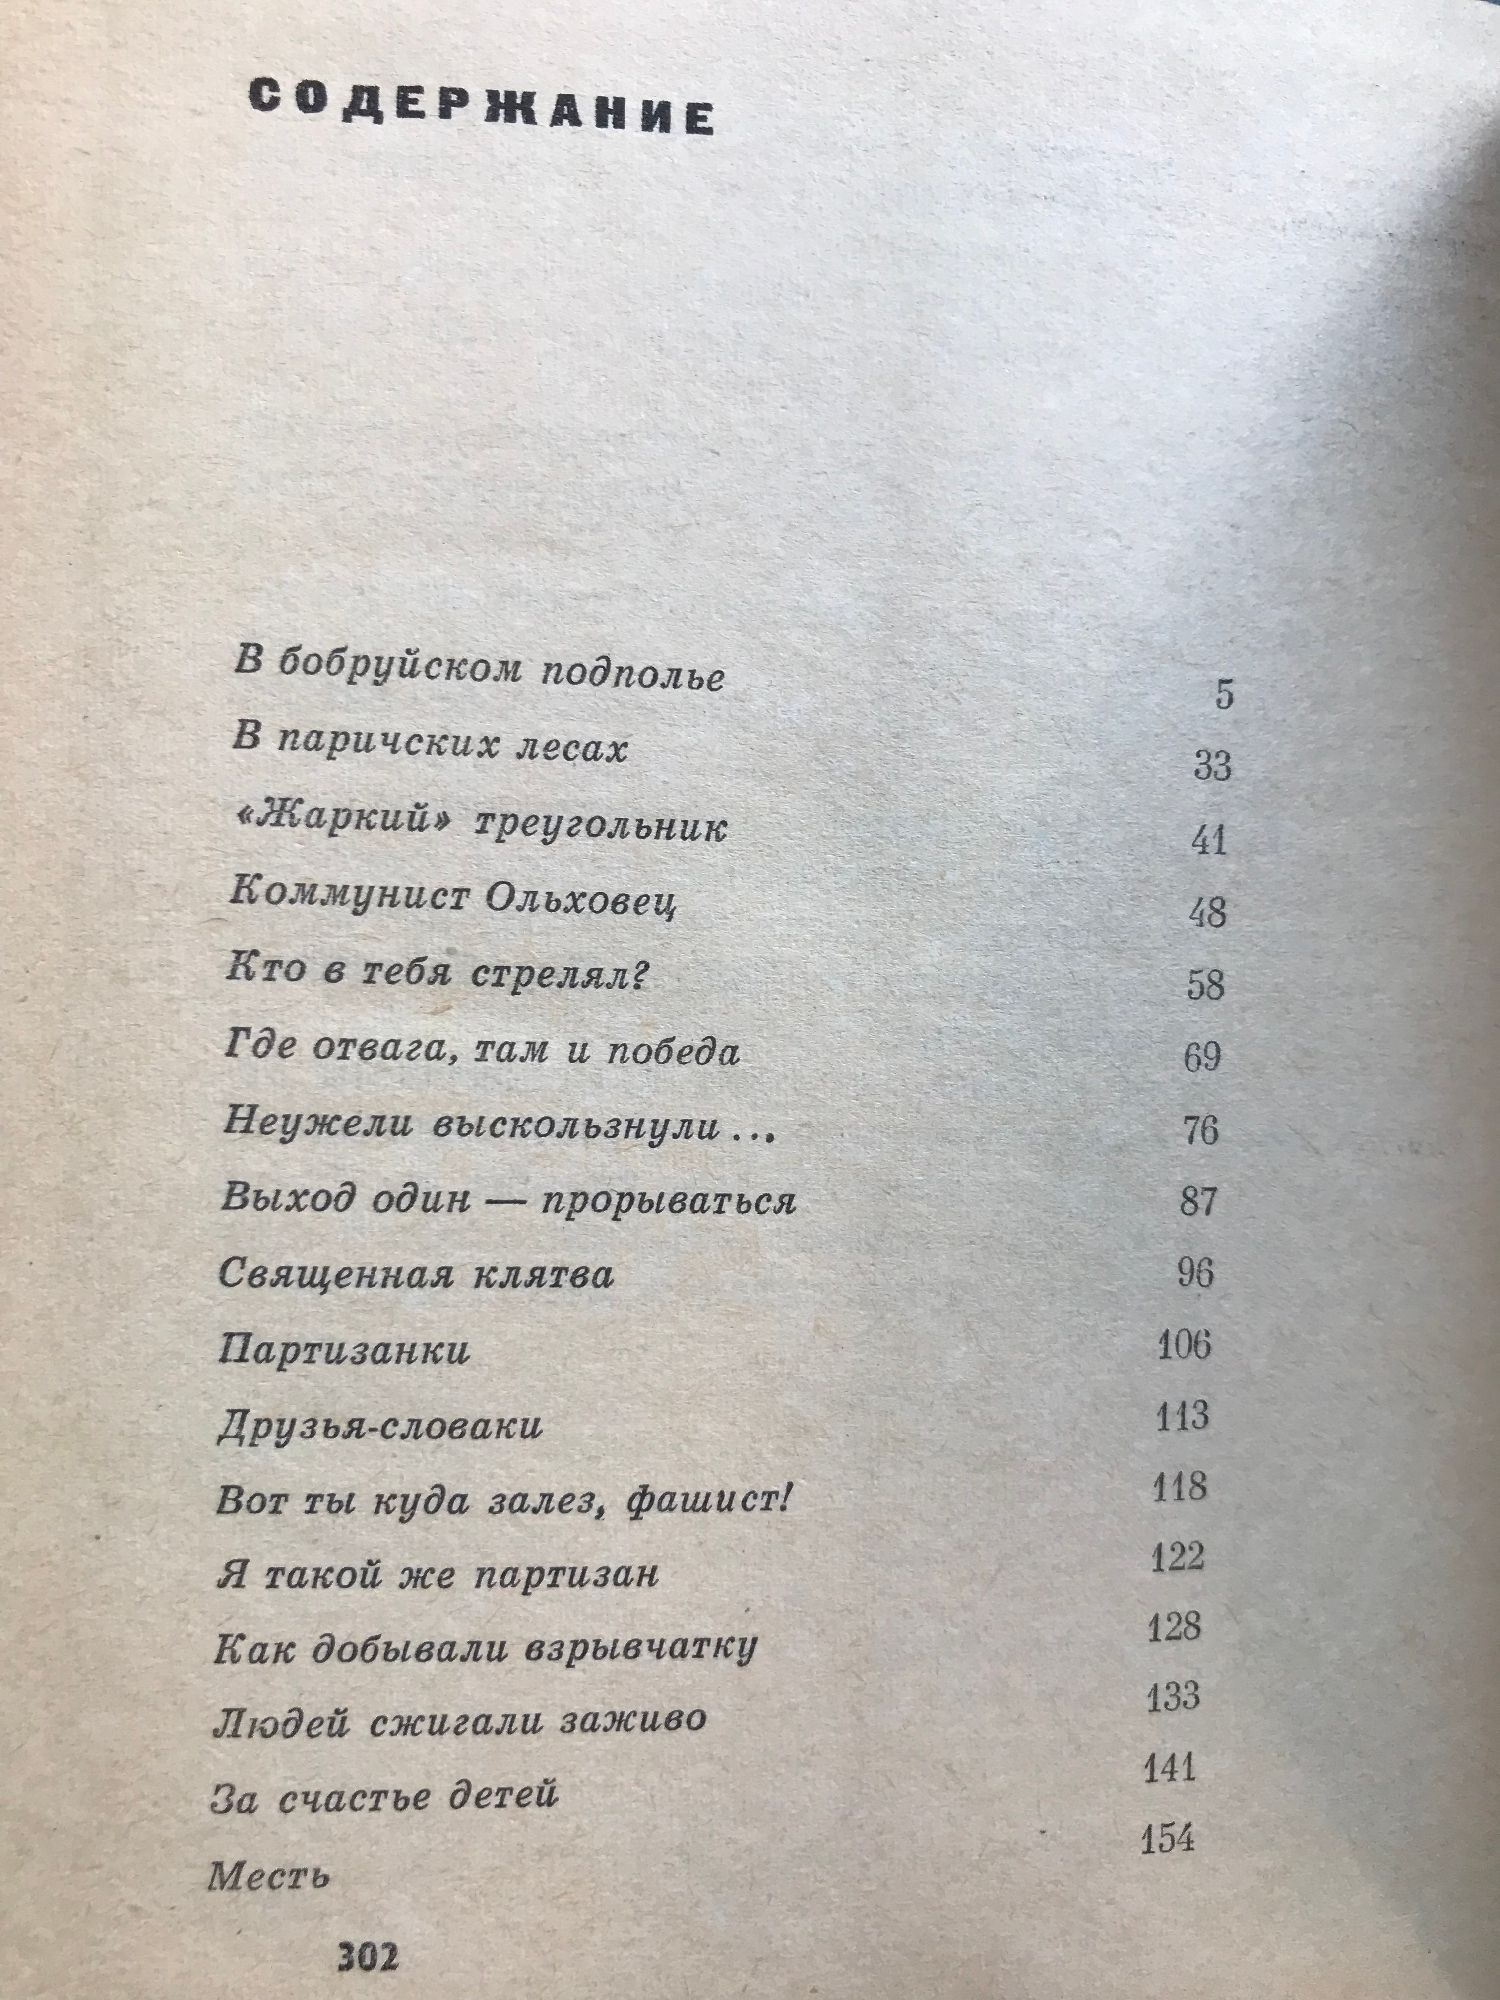 СОДЕРЖАНИЕ
В бобруйском подполье 5
В паричских лесах 33
«Жаркий» треугольник 41
Коммунист Ольховец 48
Кто в тебя стрелял? 58
Где отвага, там и победа 69
Неужели выскользнули... 76
Выход один — прорываться 87
Священная клятва 96
Партизанки 106
Друзья-словаки 113
Вот ты куда залез, фашист! 118
Я такой же партизан 122
Как добывали взрывчатку 128
Людей сжигали заживо 133
За счастье детей 141
Месть 154
302